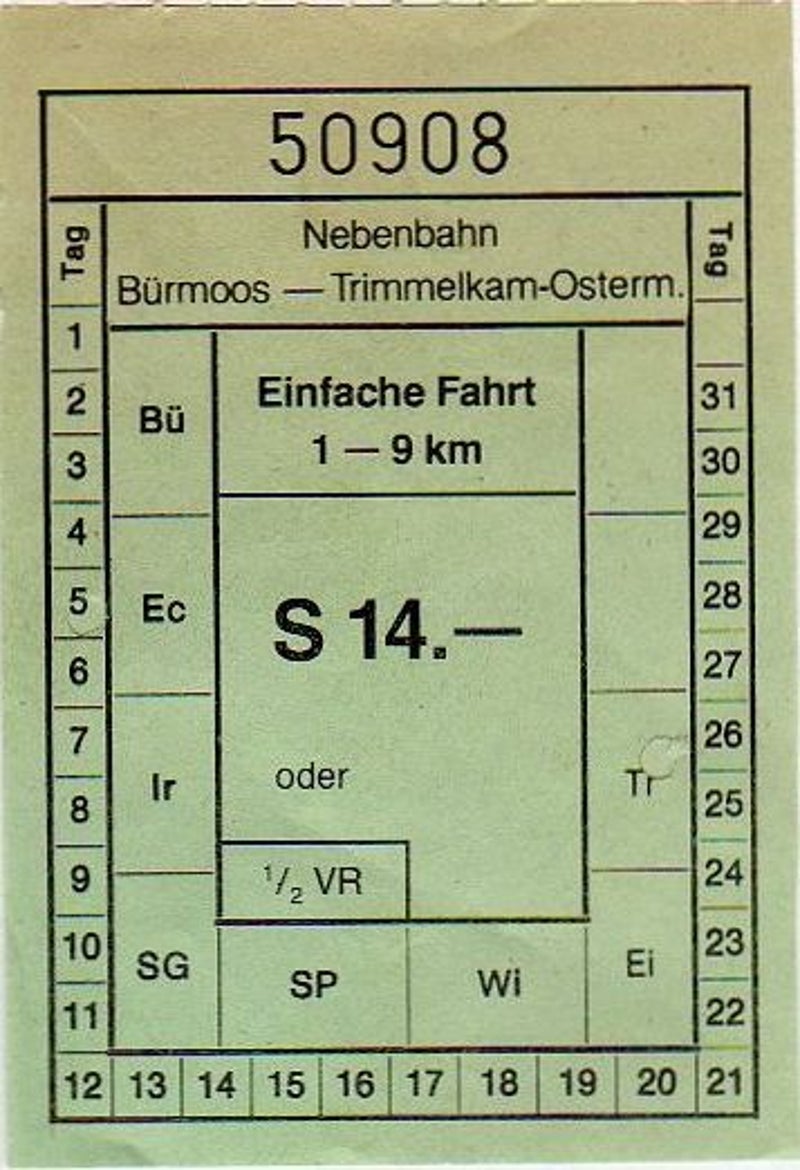 50908
Tag
Nebenbahn
Tag
Bürmoos — Trimmelkam-Osterm.
1
2
3
4
5
6
7
8
9
10
11
12
13
14
15
16
17
18
19
20
21
22
23
24
25
26
27
28
29
30
31
Bü
Ec
Ir
SG
SP
Wi
Ei
Tr
Einfache Fahrt
1 — 9 km
S 14.—
oder
1/2 VR